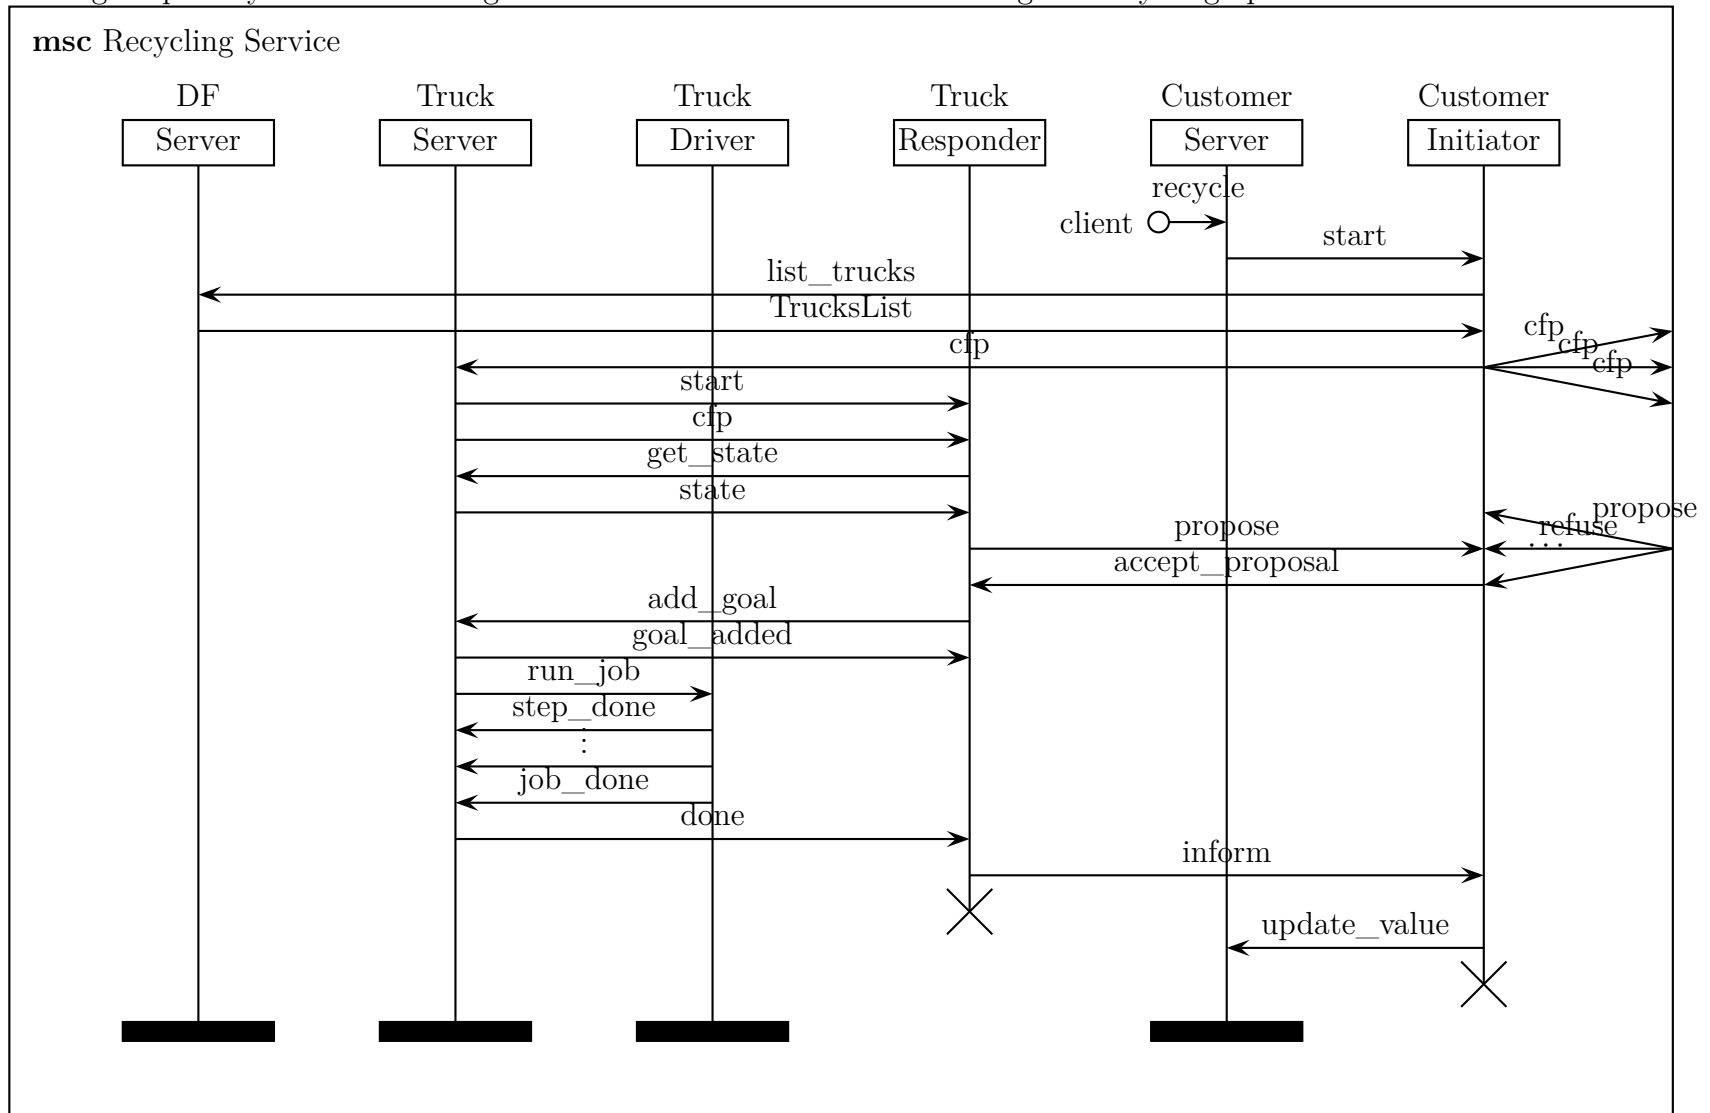 msc Recycling Service
DF Truck Truck Truck Customer Customer
Server Server Driver Responder Server Initiator
recycle
client
start
list_trucks
TrucksList
cfp
cfp
cfp
cfp
start
cfp
get_state
state
propose
propose
refuse
...
accept_proposal
add_goal
goal_added
run_job
step_done
⋮
job_done
done
inform
update_value